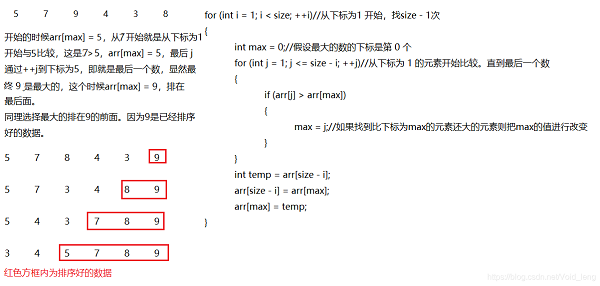 5 7 9 4 3 8
开始的时候arr[max] = 5，从7开始就是从下标为1
开始与5比较，这是7>5，arr[max] = 5，最后 j
通过++j到下标为5，即就是最后一个数，显然最
终 9 是最大的，这个时候arr[max] = 9，排在
最后面。
同理选择最大的排在9的前面。因为9是已经排序
好的数据。
5 7 8 4 3 9
5 7 3 4 8 9
5 4 3 7 8 9
3 4 5 7 8 9
红色方框内为排序好的数据
for (int i = 1; i < size; ++i)//从下标为1 开始，找size - 1次
{
int max = 0;//假设最大的数的下标是第 0 个
for (int j = 1; j <= size - i; ++j)//从下标为 1 的元素开始比较。直到最后一个数
{
if (arr[j] > arr[max])
{
max = j;//如果找到比下标为max的元素还大的元素则把max的值进行改变
}
}
int temp = arr[size - i];
arr[size - i] = arr[max];
arr[max] = temp;
}